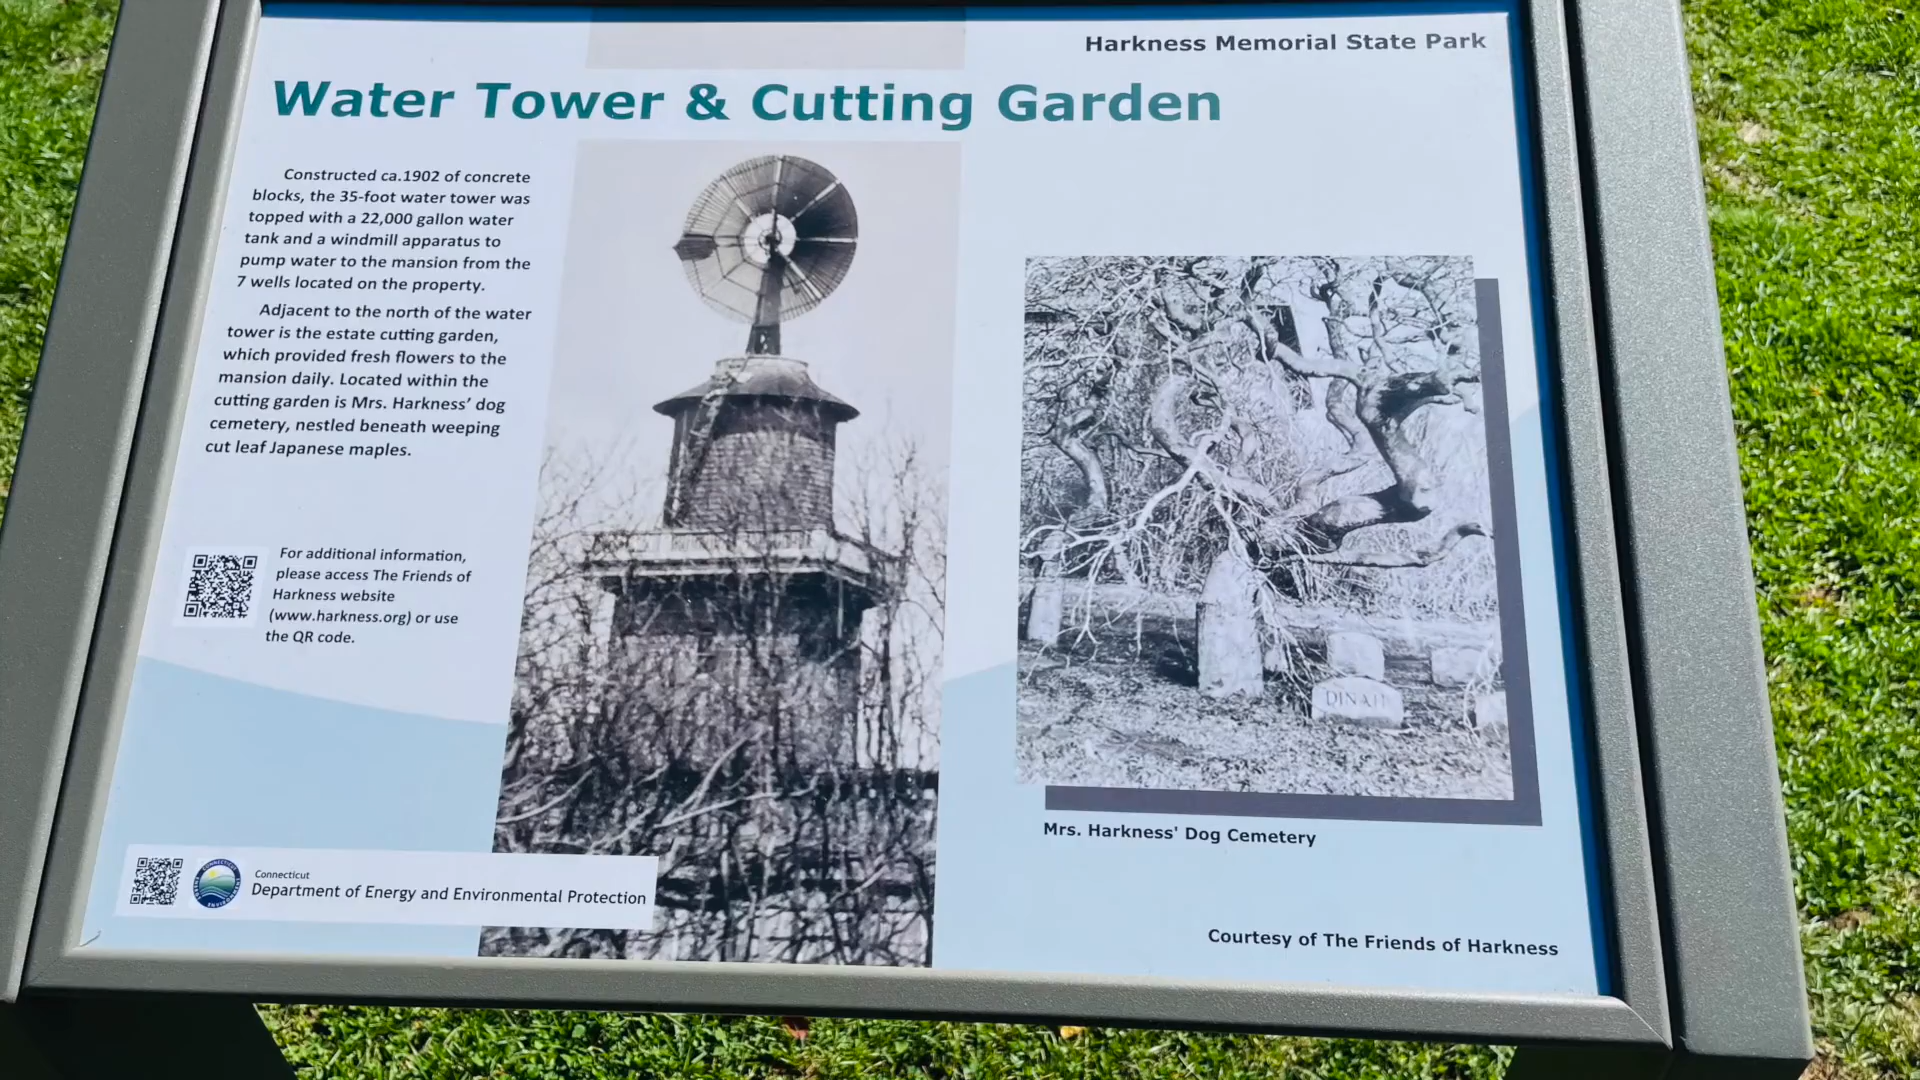 Harkness Memorial State Park
Water Tower & Cutting Garden
Constructed ca.1902 of concrete
blocks, the 35-foot water tower was
topped with a 22,000 gallon water
tank and a windmill apparatus to
pump water to the mansion from the
7 wells located on the property.
Adjacent to the north of the water
tower is the estate cutting garden,
which provided fresh flowers to the
mansion daily. Located within the
cutting garden is Mrs. Harkness’ dog
cemetery, nestled beneath weeping
cut leaf Japanese maples.
For additional information,
please access The Friends of
Harkness website
(www.harkness.org) or use
the QR code.
DINAH
Mrs. Harkness' Dog Cemetery
Connecticut
Department of Energy and Environmental Protection
Courtesy of The Friends of Harkness